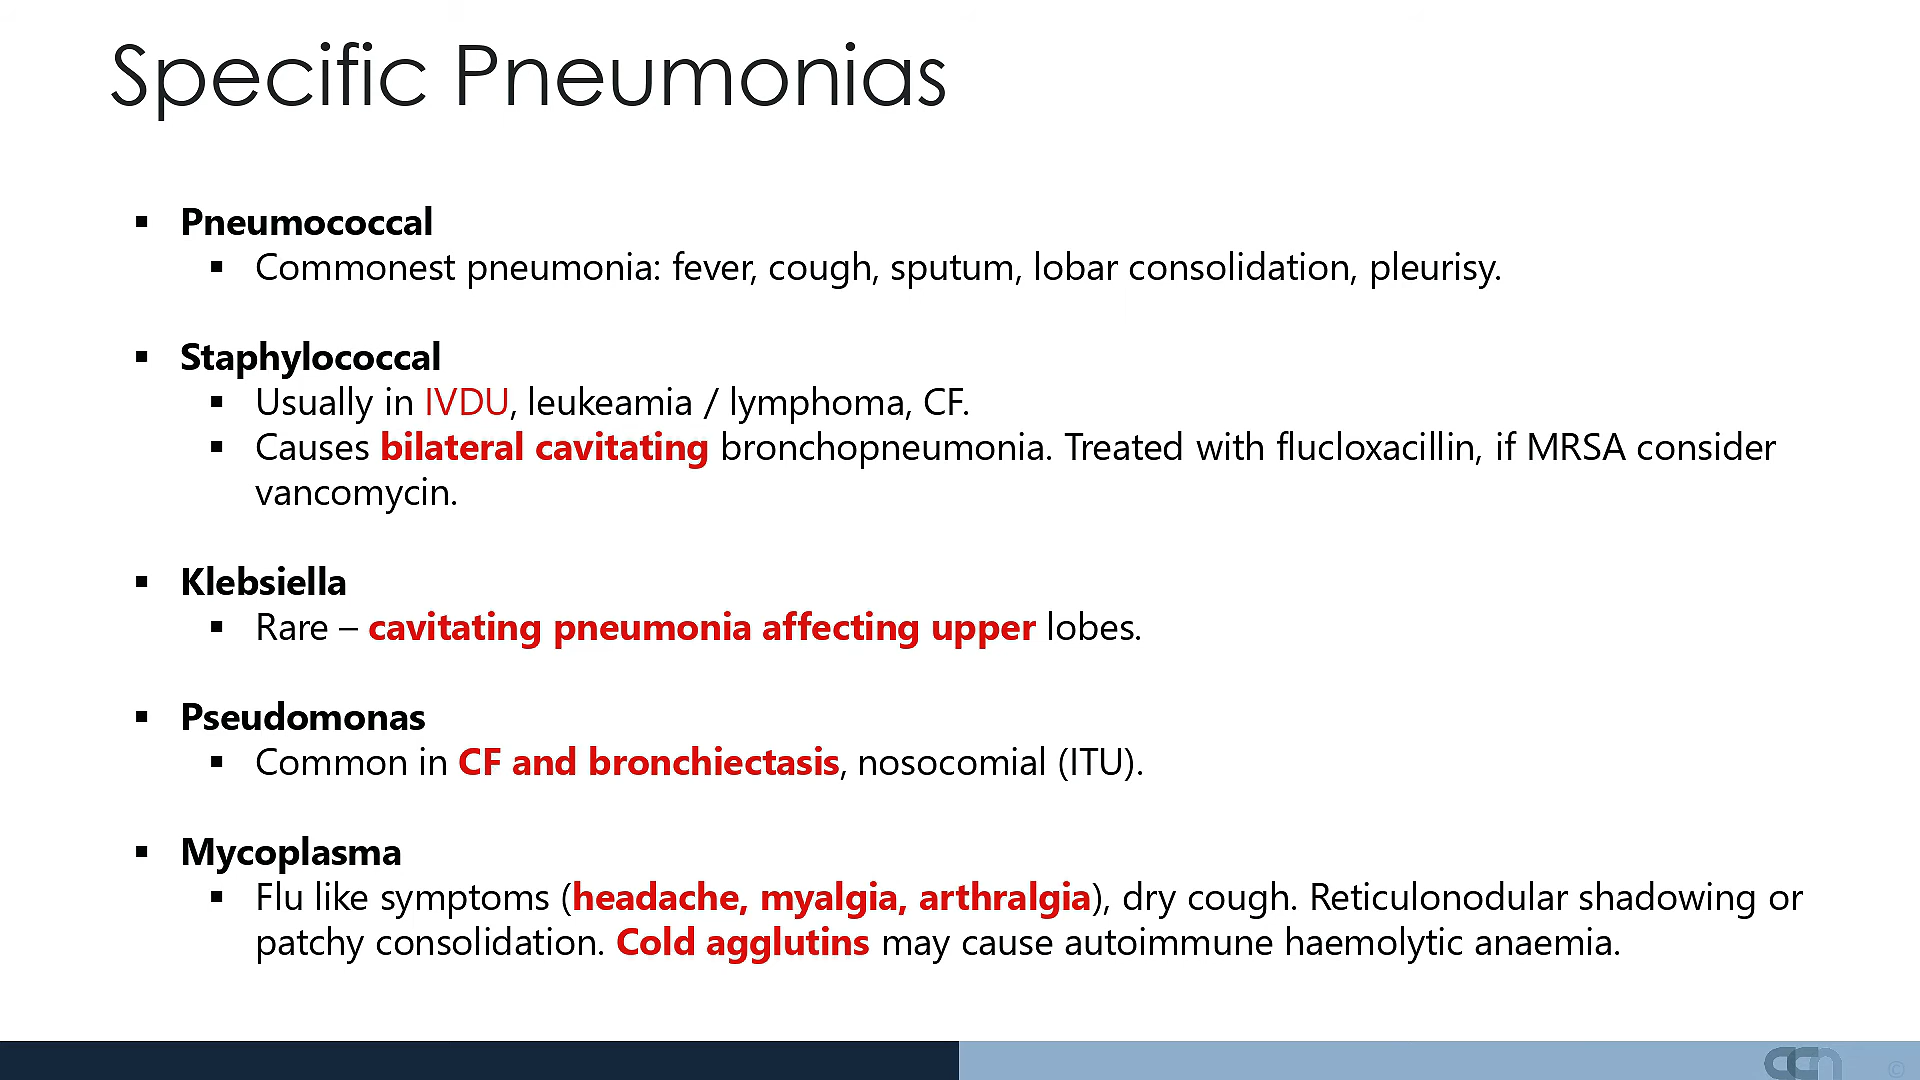 Specific Pneumonias
▪ Pneumococcal
▪ Commonest pneumonia: fever, cough, sputum, lobar consolidation, pleurisy.
▪ Staphylococcal
▪ Usually in IVDU, leukeamia / lymphoma, CF.
▪ Causes bilateral cavitating bronchopneumonia. Treated with flucloxacillin, if MRSA consider
vancomycin.
▪ Klebsiella
▪ Rare – cavitating pneumonia affecting upper lobes.
▪ Pseudomonas
▪ Common in CF and bronchiectasis, nosocomial (ITU).
▪ Mycoplasma
▪ Flu like symptoms (headache, myalgia, arthralgia), dry cough. Reticulonodular shadowing or
patchy consolidation. Cold agglutins may cause autoimmune haemolytic anaemia.
©